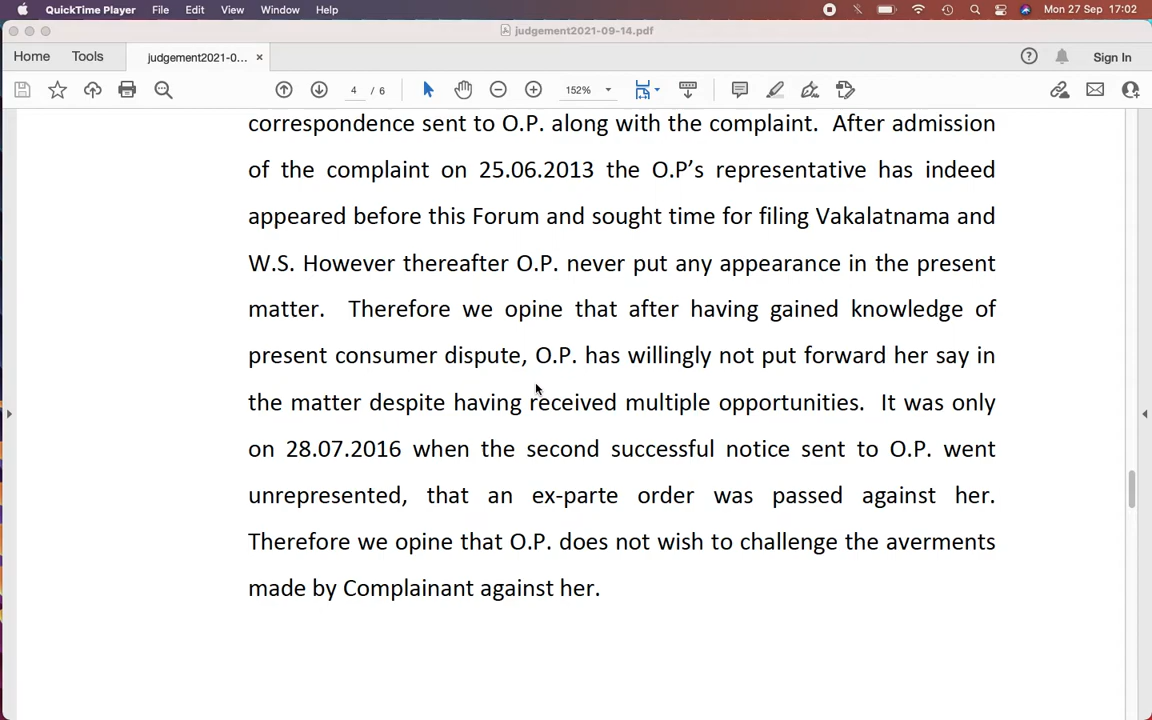 QuickTime Player File Edit View Window Help Mon 27 Sep 17:02
judgement2021-09-14.pdf
Home Tools judgement2021-0... × Sign In
4 / 6 152%
correspondence sent to O.P. along with the complaint. After admission
of the complaint on 25.06.2013 the O.P's representative has indeed
appeared before this Forum and sought time for filing Vakalatnama and
W.S. However thereafter O.P. never put any appearance in the present
matter. Therefore we opine that after having gained knowledge of
present consumer dispute, O.P. has willingly not put forward her say in
the matter despite having received multiple opportunities. It was only
on 28.07.2016 when the second successful notice sent to O.P. went
unrepresented, that an ex-parte order was passed against her.
Therefore we opine that O.P. does not wish to challenge the averments
made by Complainant against her.